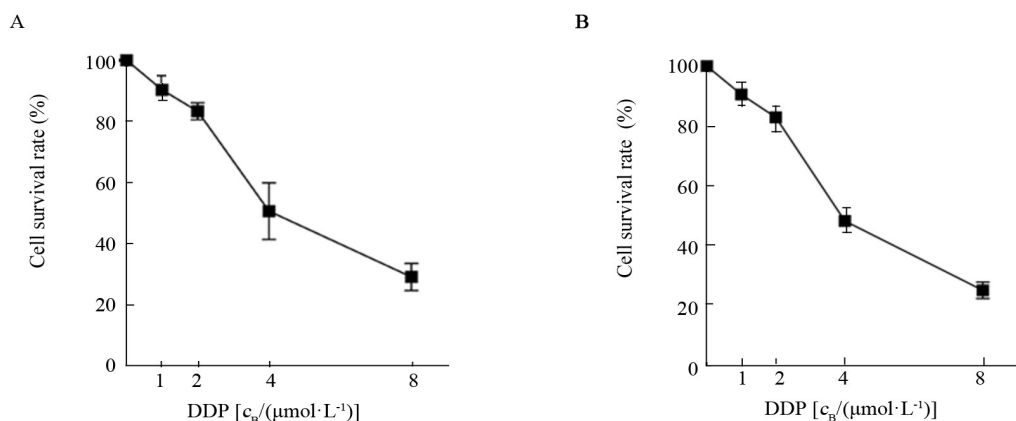 A
100
80
60
40
20
0
1 2 4 8
Cell survival rate (%)
DDP [c_B/(μmol·L⁻¹)]
B
100
80
60
40
20
0
1 2 4 8
Cell survival rate (%)
DDP [c_B/(μmol·L⁻¹)]